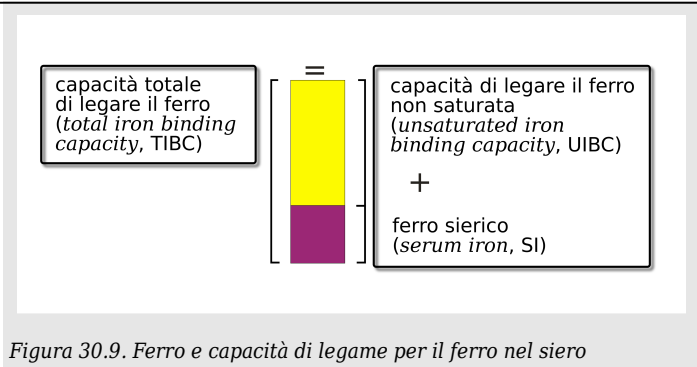 capacità totale
di legare il ferro
(total iron binding
capacity, TIBC)
=
capacità di legare il ferro
non saturata
(unsaturated iron
binding capacity, UIBC)
+
ferro sierico
(serum iron, SI)
Figura 30.9. Ferro e capacità di legame per il ferro nel siero